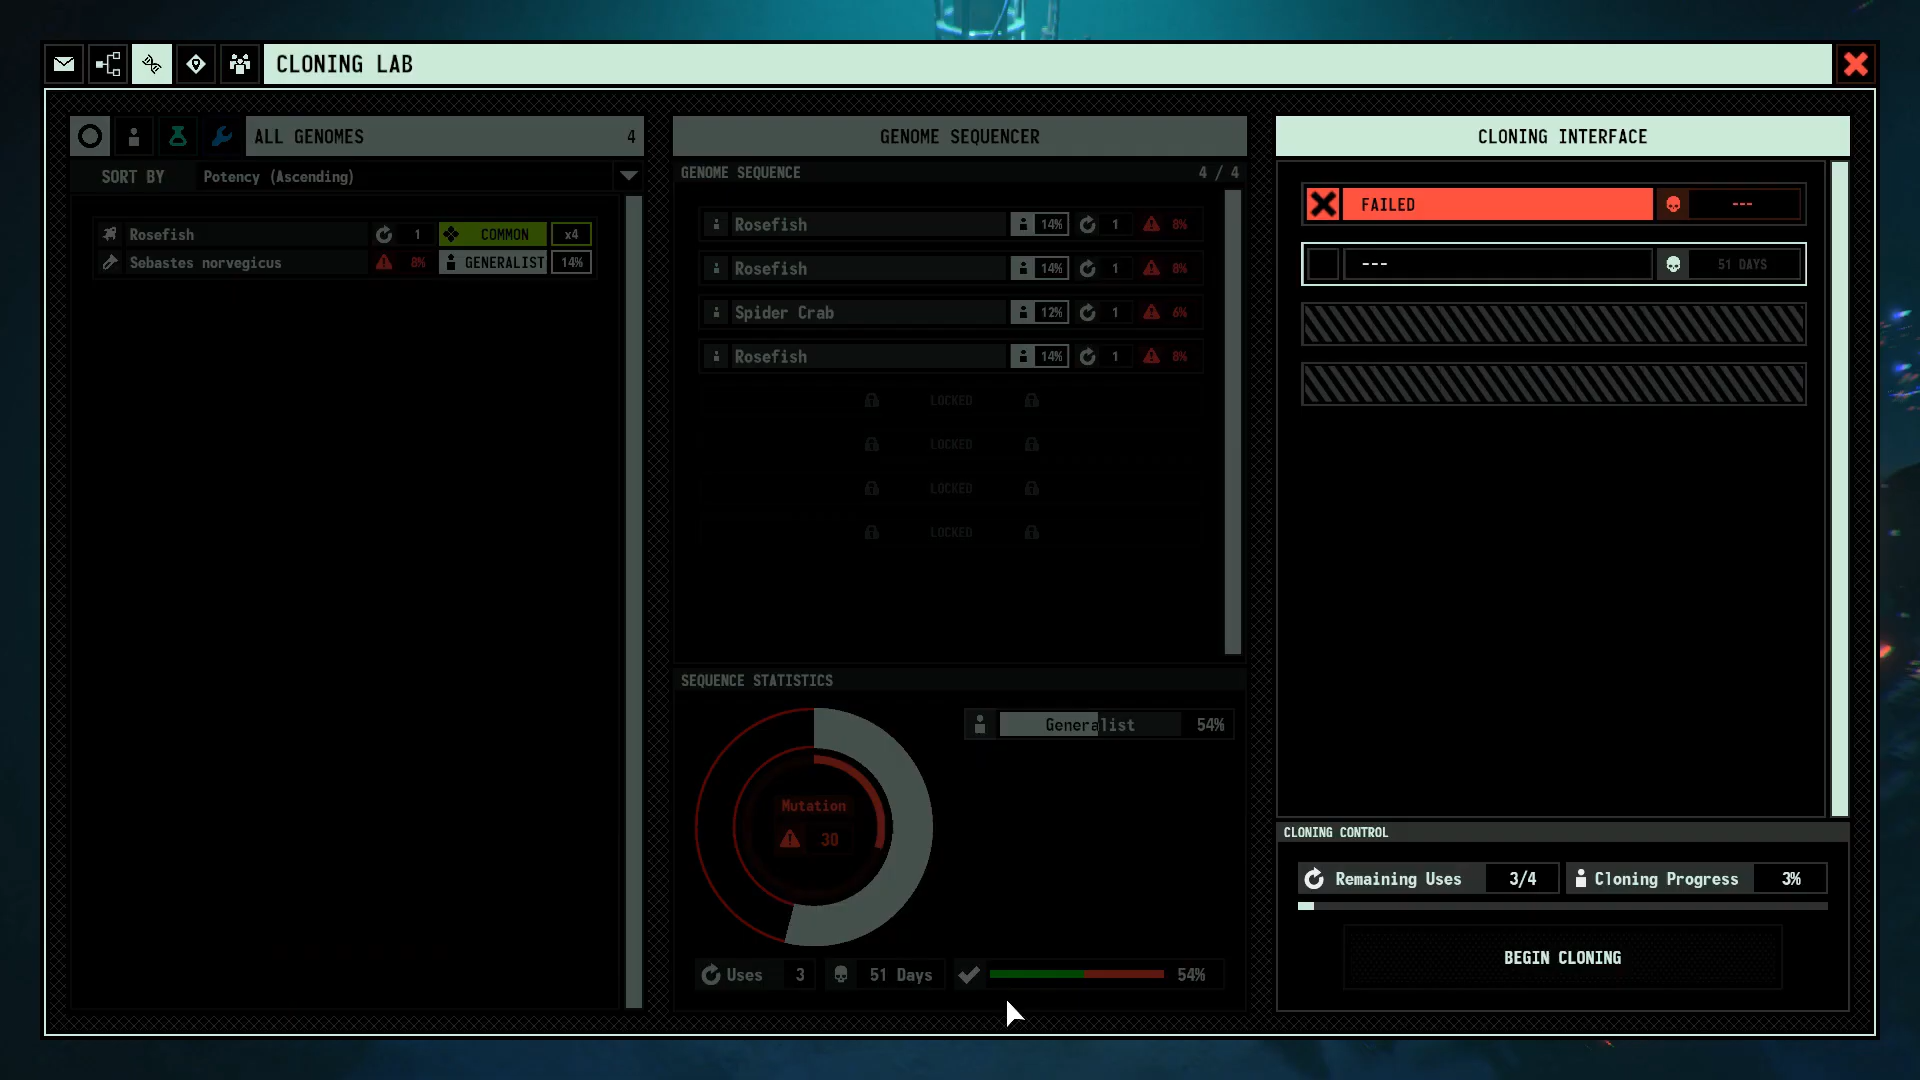 CLONING LAB
ALL GENOMES 4
SORT BY Potency (Ascending)
Rosefish 1 COMMON x4
Sebastes norvegicus 8% GENERALIST 14%
GENOME SEQUENCER
GENOME SEQUENCE 4 / 4
Rosefish 14% 1 8%
Rosefish 14% 1 8%
Spider Crab 12% 1 6%
Rosefish 14% 1 8%
LOCKED
LOCKED
LOCKED
LOCKED
SEQUENCE STATISTICS
Generalist 54%
Mutation
30
Uses 3 51 Days 54%
CLONING INTERFACE
FAILED ---
--- 51 DAYS
CLONING CONTROL
Remaining Uses 3/4 Cloning Progress 3%
BEGIN CLONING